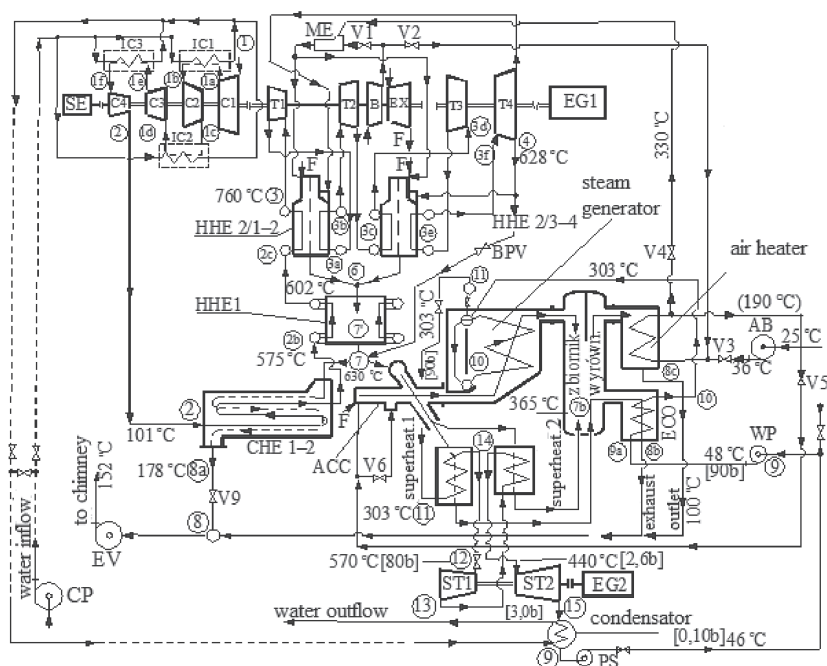 ME
V1
V2
IC3
IC1
1
1f
1e
1b
1a
SE
C4
C3
C2
C1
T1
T2
B
EX
T3
T4
EG1
2
1d
1c
IC2
3d
3f
4
628 °C
F
F
F
330 °C
steam
generator
760 °C
3
HHE 2/1–2
3b
3c
3e
HHE 2/3–4
BPV
V4
air heater
2c
3a
6
602 °C
11
303 °C
303 °C
(190 °C)
HHE1
7'
AB
25 °C
2b
575 °C
7
630 °C
[90b]
10
zbiornik
wyrówn.
V3
36 °C
8c
V5
2
101 °C
CHE 1–2
F
365 °C
7b
10
ECO
ACC
superheat.1
14
superheat.2
9a
8b
48 °C
WP
9
[90b]
178 °C
8a
V6
V9
303 °C
11
exhaust
outlet
100 °C
to chimney
152 °C
8
EV
water inflow
CP
570 °C [80b]
12
440 °C [2,6b]
ST1
ST2
EG2
13
[3,0b]
15
water outflow
condensator
[0,10b] 46 °C
9
PS